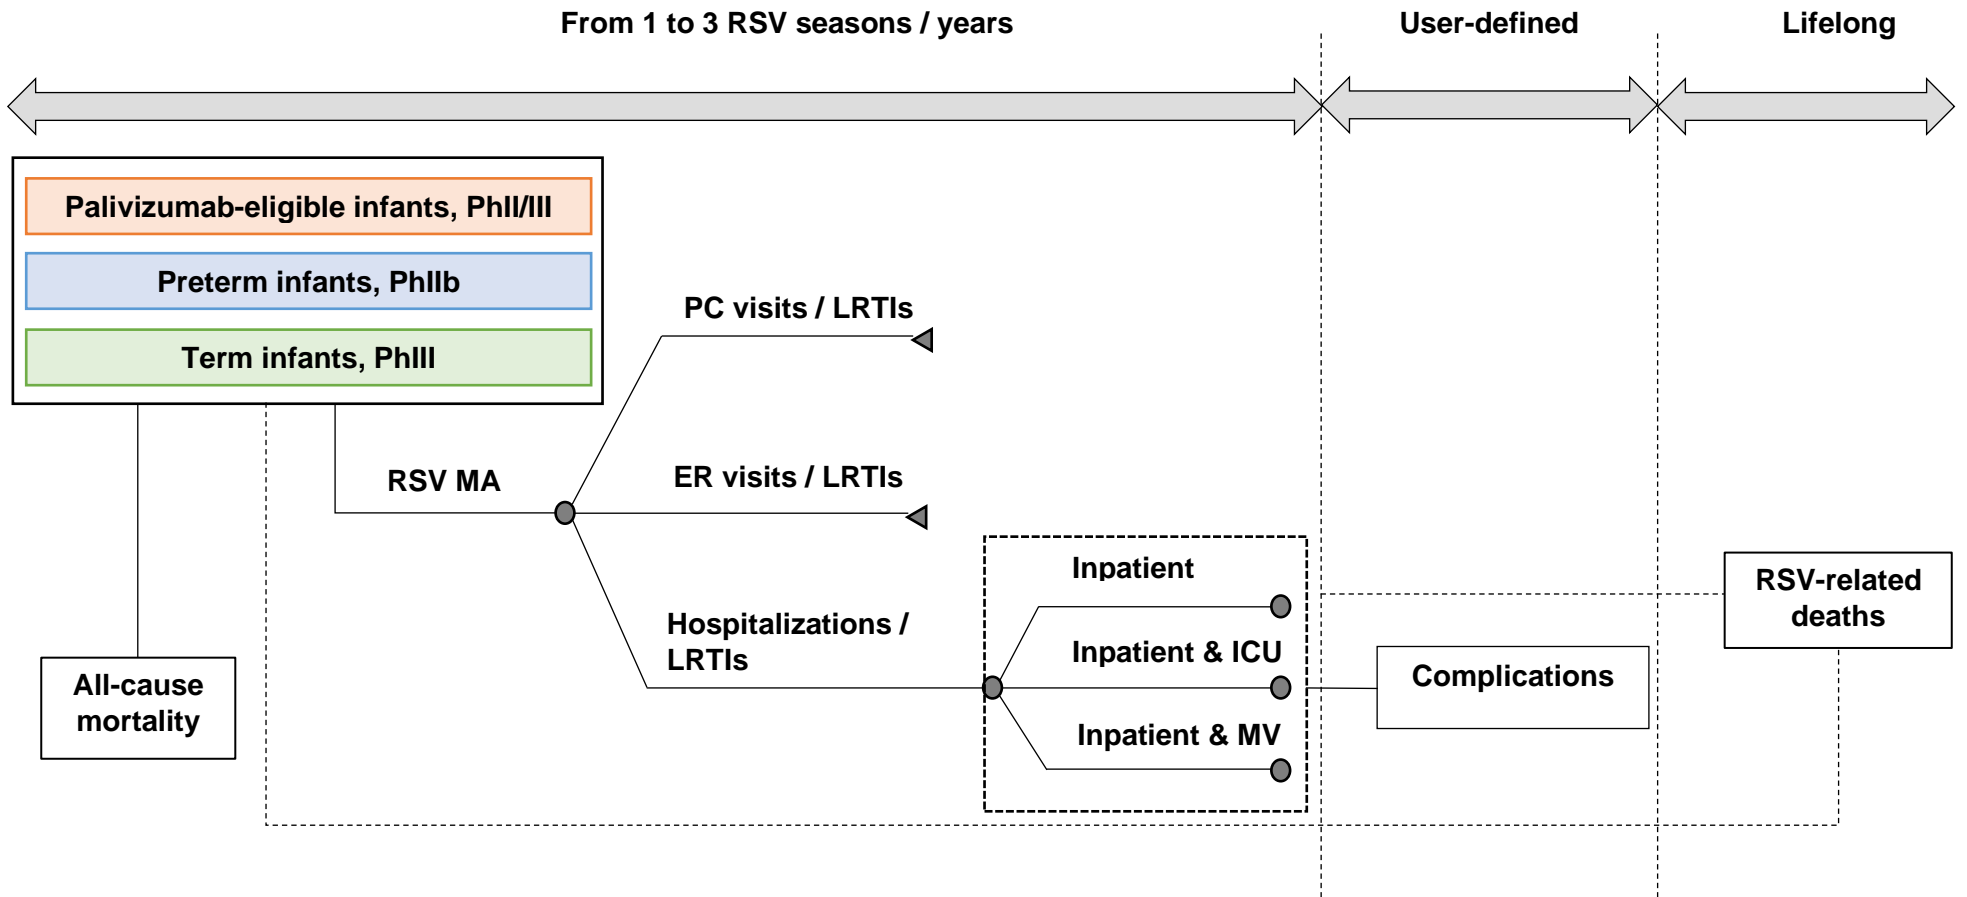 From 1 to 3 RSV seasons / years
User-defined
Lifelong
Palivizumab-eligible infants, PhII/III
Preterm infants, PhIIb
Term infants, PhIII
PC visits / LRTIs
RSV MA
ER visits / LRTIs
Inpatient
RSV-related
deaths
Hospitalizations /
LRTIs
Inpatient & ICU
Complications
All-cause
mortality
Inpatient & MV